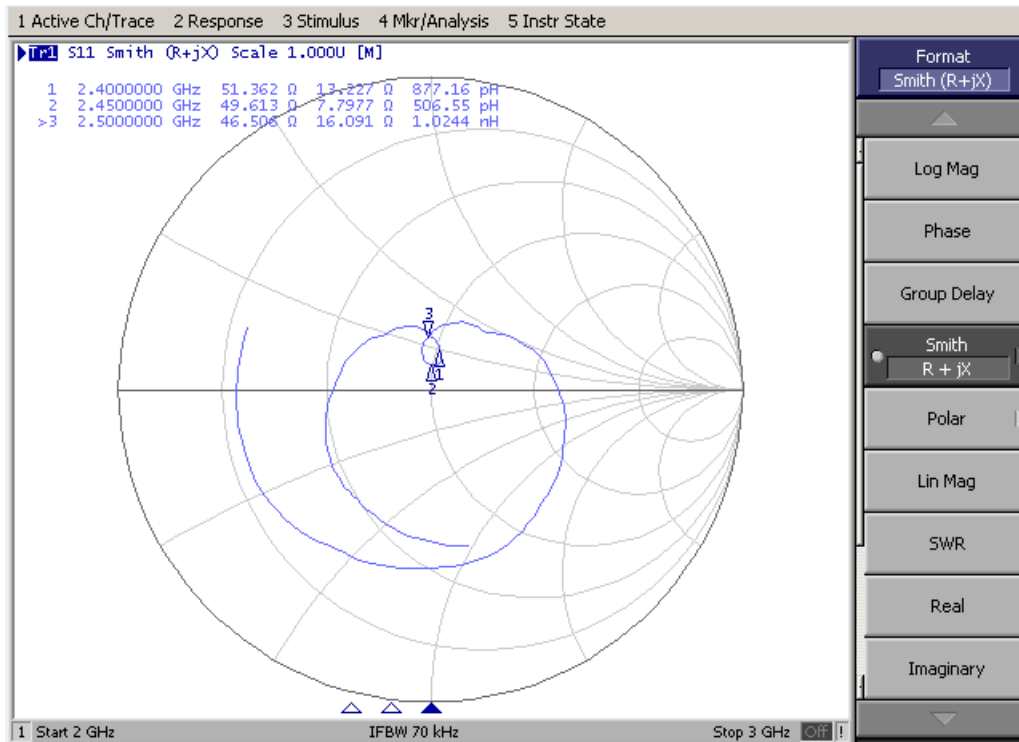 1 Active Ch/Trace 2 Response 3 Stimulus 4 Mkr/Analysis 5 Instr State
Tr1 S11 Smith (R+jX) Scale 1.000U [M]
1 2.4000000 GHz 51.362 Ω 13.227 Ω 877.16 pH
2 2.4500000 GHz 49.613 Ω 7.7977 Ω 506.55 pH
>3 2.5000000 GHz 46.506 Ω 16.091 Ω 1.0244 nH
3
1
2
Format
Smith (R+jX)
Log Mag
Phase
Group Delay
Smith
R + jX
Polar
Lin Mag
SWR
Real
Imaginary
1 Start 2 GHz IFBW 70 kHz Stop 3 GHz Off !